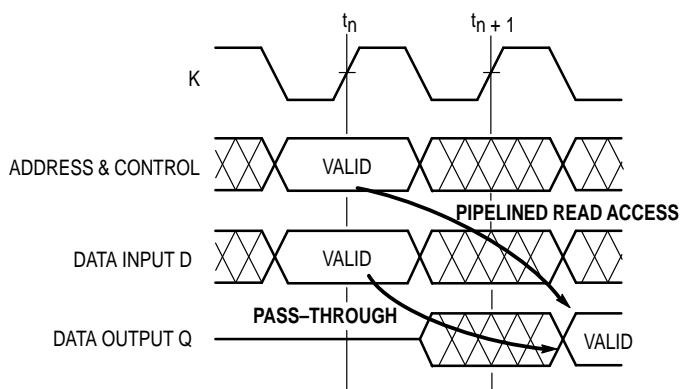 tn
tn + 1
K
ADDRESS & CONTROL
VALID
PIPELINED READ ACCESS
DATA INPUT D
VALID
PASS–THROUGH
DATA OUTPUT Q
VALID